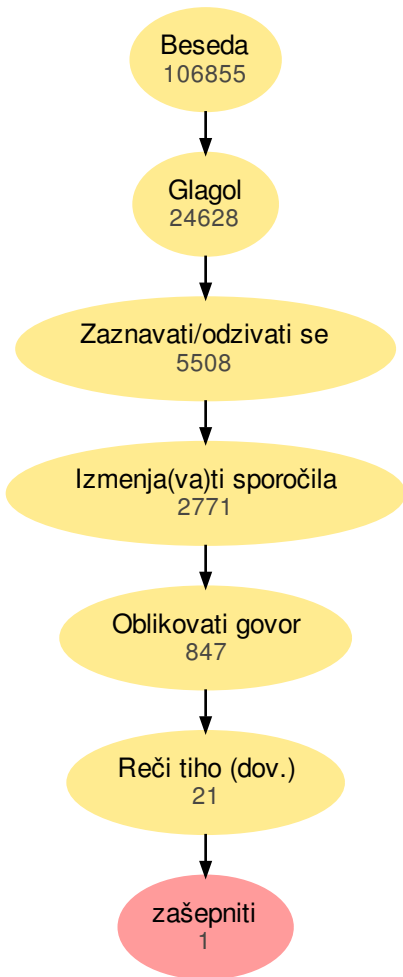 Beseda
106855
Glagol
24628
Zaznavati/odzivati se
5508
Izmenja(va)ti sporočila
2771
Oblikovati govor
847
Reči tiho (dov.)
21
zašepniti
1